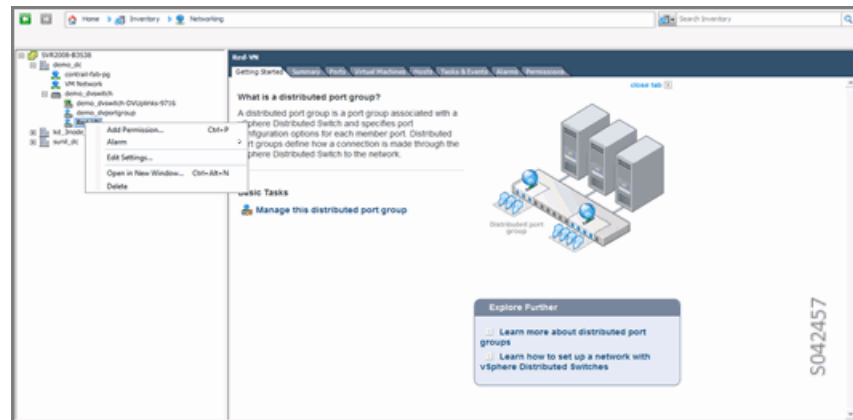 Home Inventory Networking
Search Inventory
SVR2008-B3S38
demo_dc
contrail-fab-pg
VM Network
demo_dvswitch
demo_dvswitch-DVUplinks-9716
demo_dvportgroup
Red-VN
sunil_dc
Add Permission... Ctrl+P
Alarm
Edit Settings...
Open in New Window... Ctrl+Alt+N
Delete
Red-VN
Getting Started Summary Ports Virtual Machines Hosts Tasks & Events Alarms Permissions
close tab
What is a distributed port group?
A distributed port group is a port group associated with a
vSphere Distributed Switch and specifies port
configuration options for each member port. Distributed
port groups define how a connection is made through the
vSphere Distributed Switch to the network.
Basic Tasks
Manage this distributed port group
Distributed port
group
Explore Further
Learn more about distributed port
groups
Learn how to set up a network with
vSphere Distributed Switches
S042457